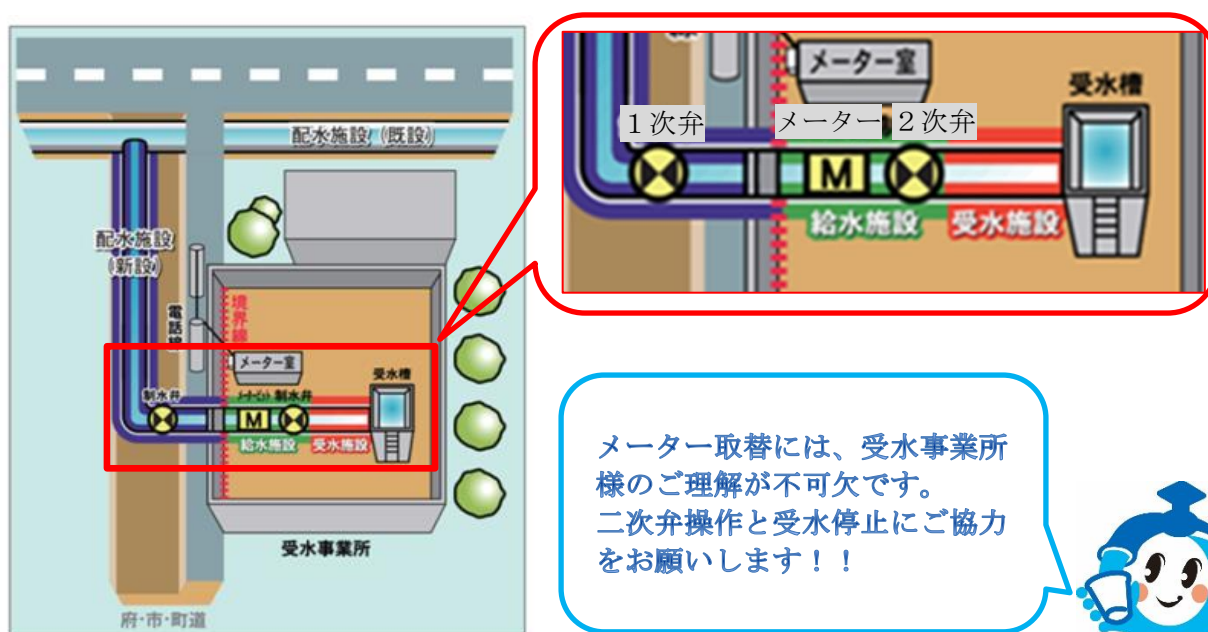 配水施設（既設）
配水施設
（新設）
電話線
境界線
メーター室
受水槽
制水弁
メーターピット 制水弁
M
給水施設
受水施設
受水事業所
府・市・町道
メーター室
受水槽
１次弁
メーター
２次弁
M
給水施設
受水施設
メーター取替には、受水事業所
様のご理解が不可欠です。
二次弁操作と受水停止にご協力
をお願いします！！